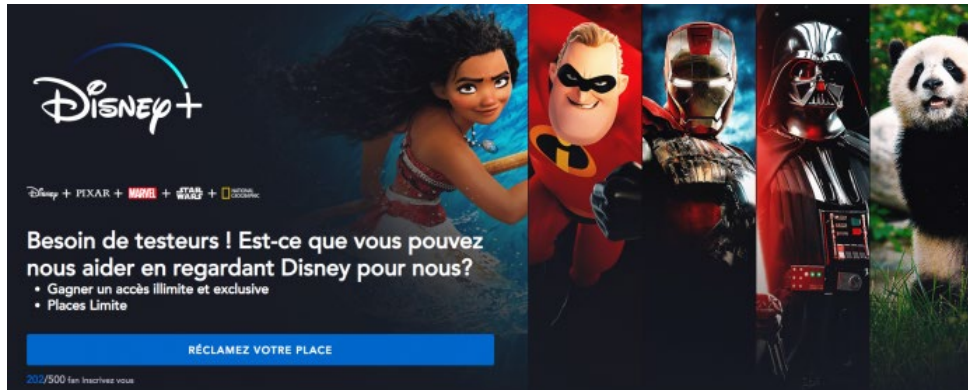 Disney+
Disney + PIXAR + MARVEL + STAR WARS + NATIONAL GEOGRAPHIC
Besoin de testeurs ! Est-ce que vous pouvez
nous aider en regardant Disney pour nous?
• Gagner un accès illimite et exclusive
• Places Limite
RÉCLAMEZ VOTRE PLACE
202/500 fan Inscrivez vous